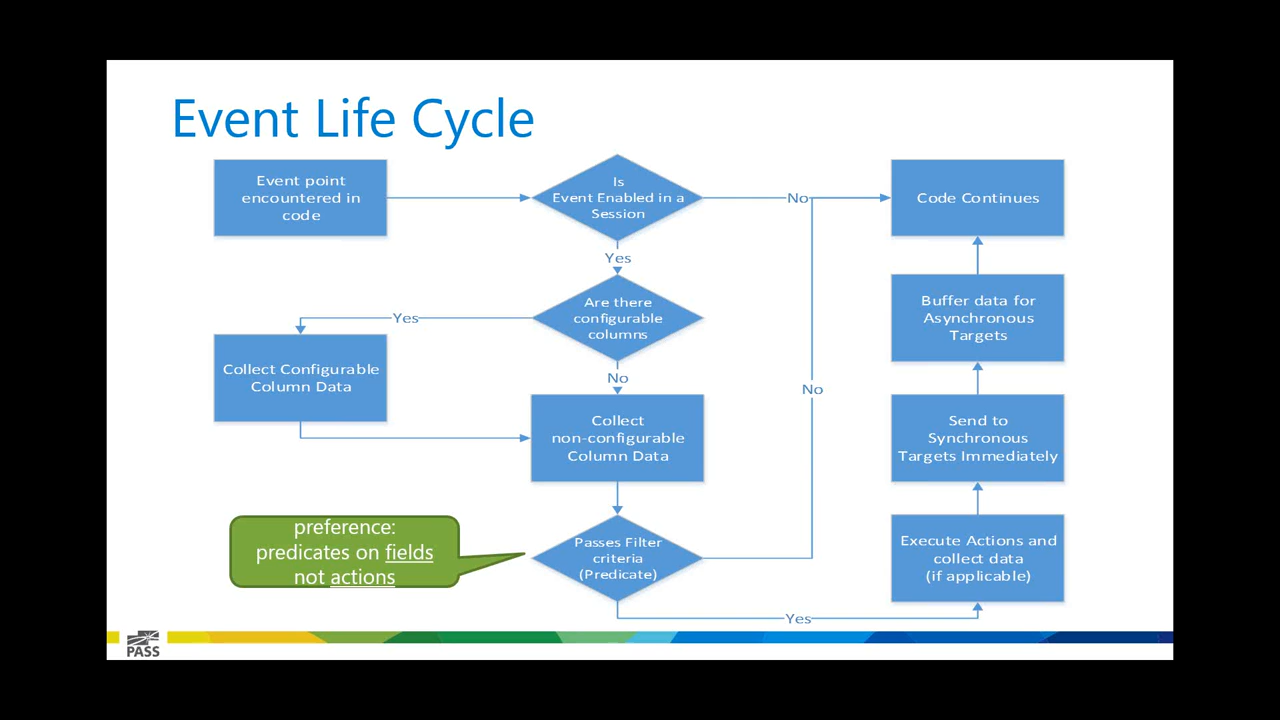 Event Life Cycle
Event point
encountered in
code
Is
Event Enabled in a
Session
No
Code Continues
Yes
Are there
configurable
columns
Yes
Collect Configurable
Column Data
No
Collect
non-configurable
Column Data
No
Buffer data for
Asynchronous
Targets
Send to
Synchronous
Targets Immediately
preference:
predicates on fields
not actions
Passes Filter
criteria
(Predicate)
Execute Actions and
collect data
(if applicable)
Yes
PASS